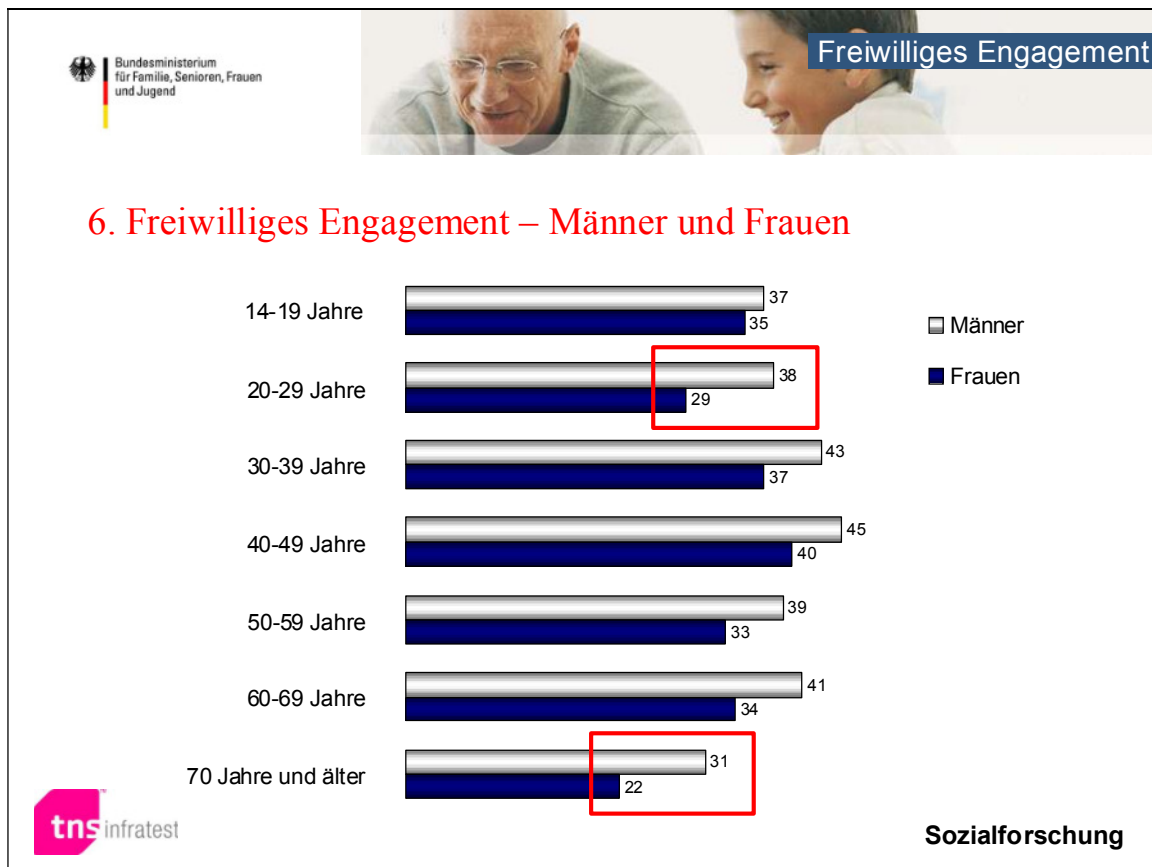 Bundesministerium
für Familie, Senioren, Frauen
und Jugend
Freiwilliges Engagement
6. Freiwilliges Engagement – Männer und Frauen
14-19 Jahre
37
35
20-29 Jahre
38
29
30-39 Jahre
43
37
40-49 Jahre
45
40
50-59 Jahre
39
33
60-69 Jahre
41
34
70 Jahre und älter
31
22
Männer
Frauen
tns infratest
Sozialforschung